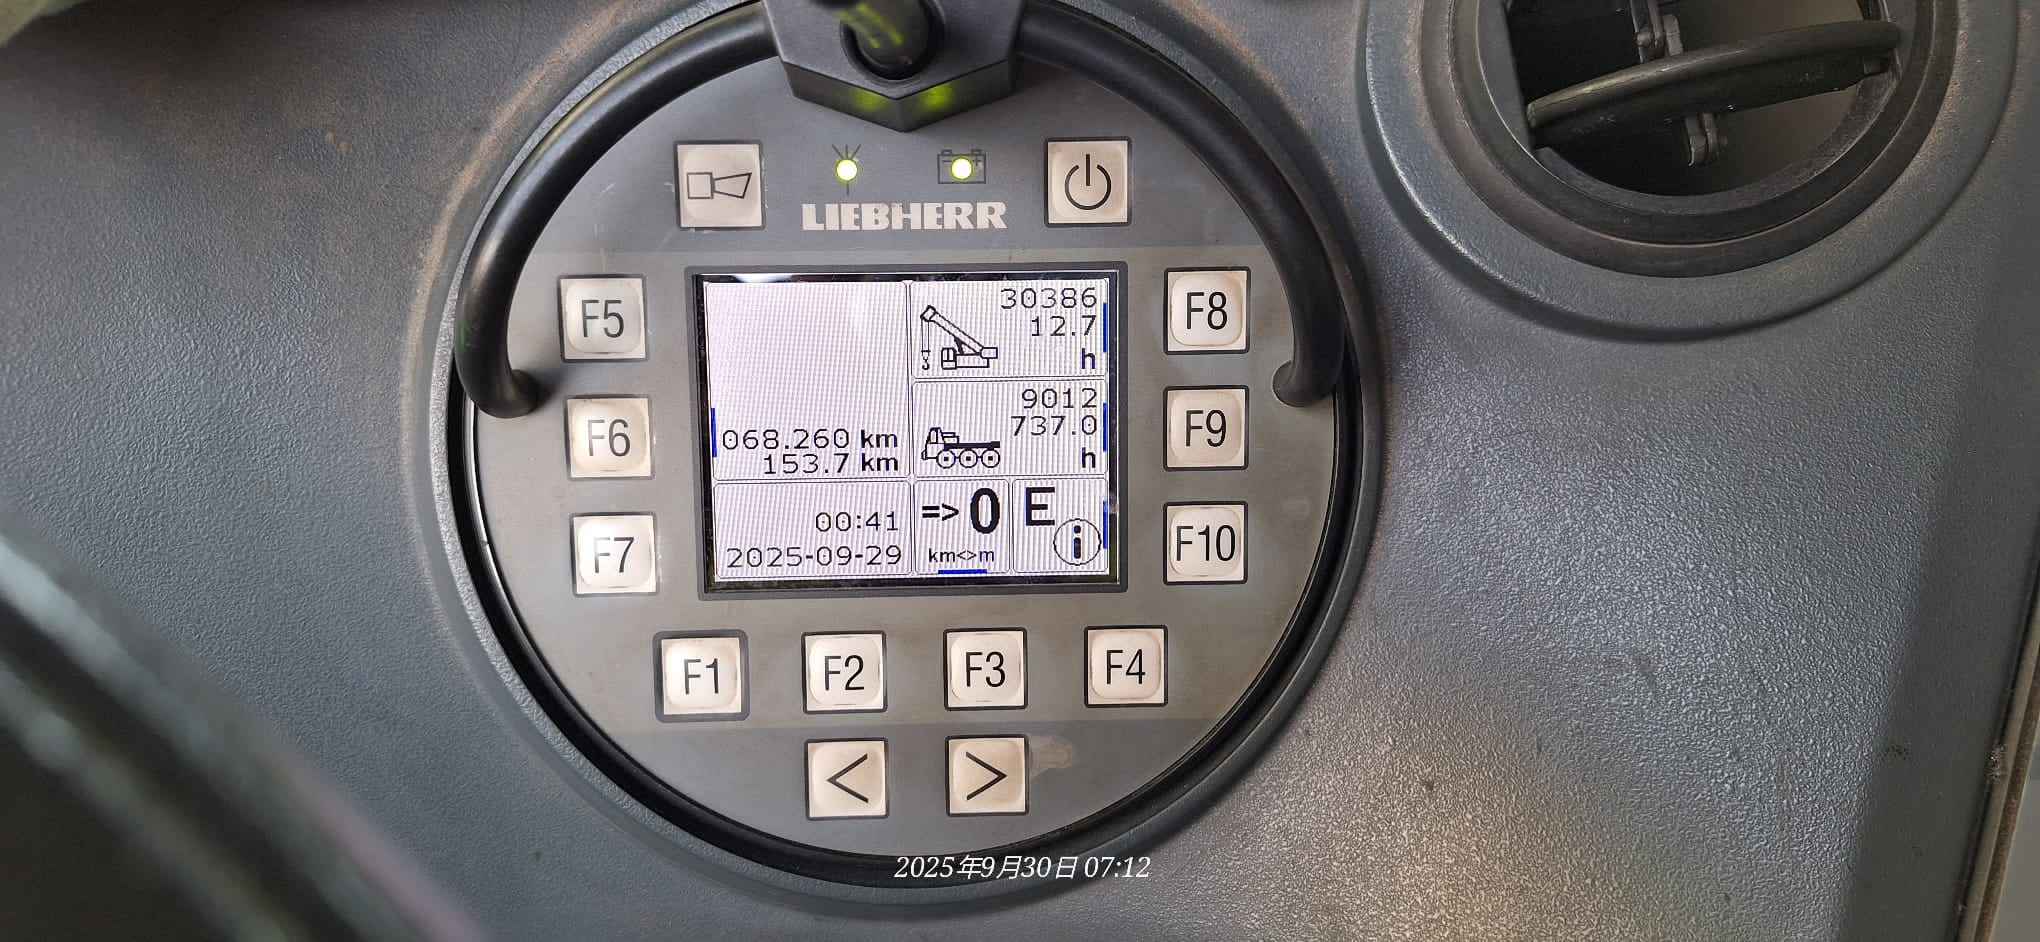 LIEBHERR
F5
F6
F7
F8
F9
F10
30386
12.7
h
9012
737.0
h
068.260 km
153.7 km
00:41
2025-09-29
=> 0
km<>m
E
i
F1
F2
F3
F4
<
>
2025年9月30日 07:12